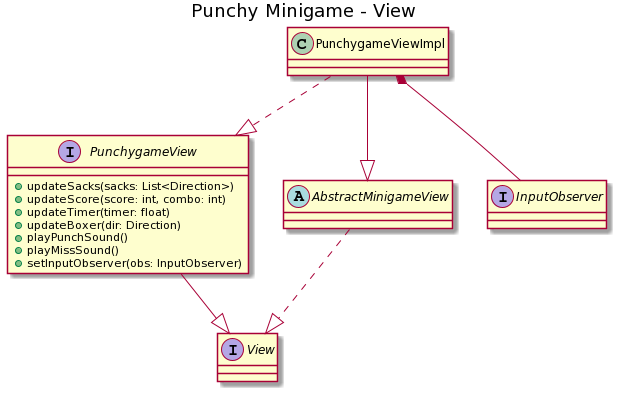 Punchy Minigame - View
C PunchygameViewImpl
I PunchygameView
updateSacks(sacks: List<Direction>)
updateScore(score: int, combo: int)
updateTimer(timer: float)
updateBoxer(dir: Direction)
playPunchSound()
playMissSound()
setInputObserver(obs: InputObserver)
A AbstractMinigameView
I InputObserver
I View